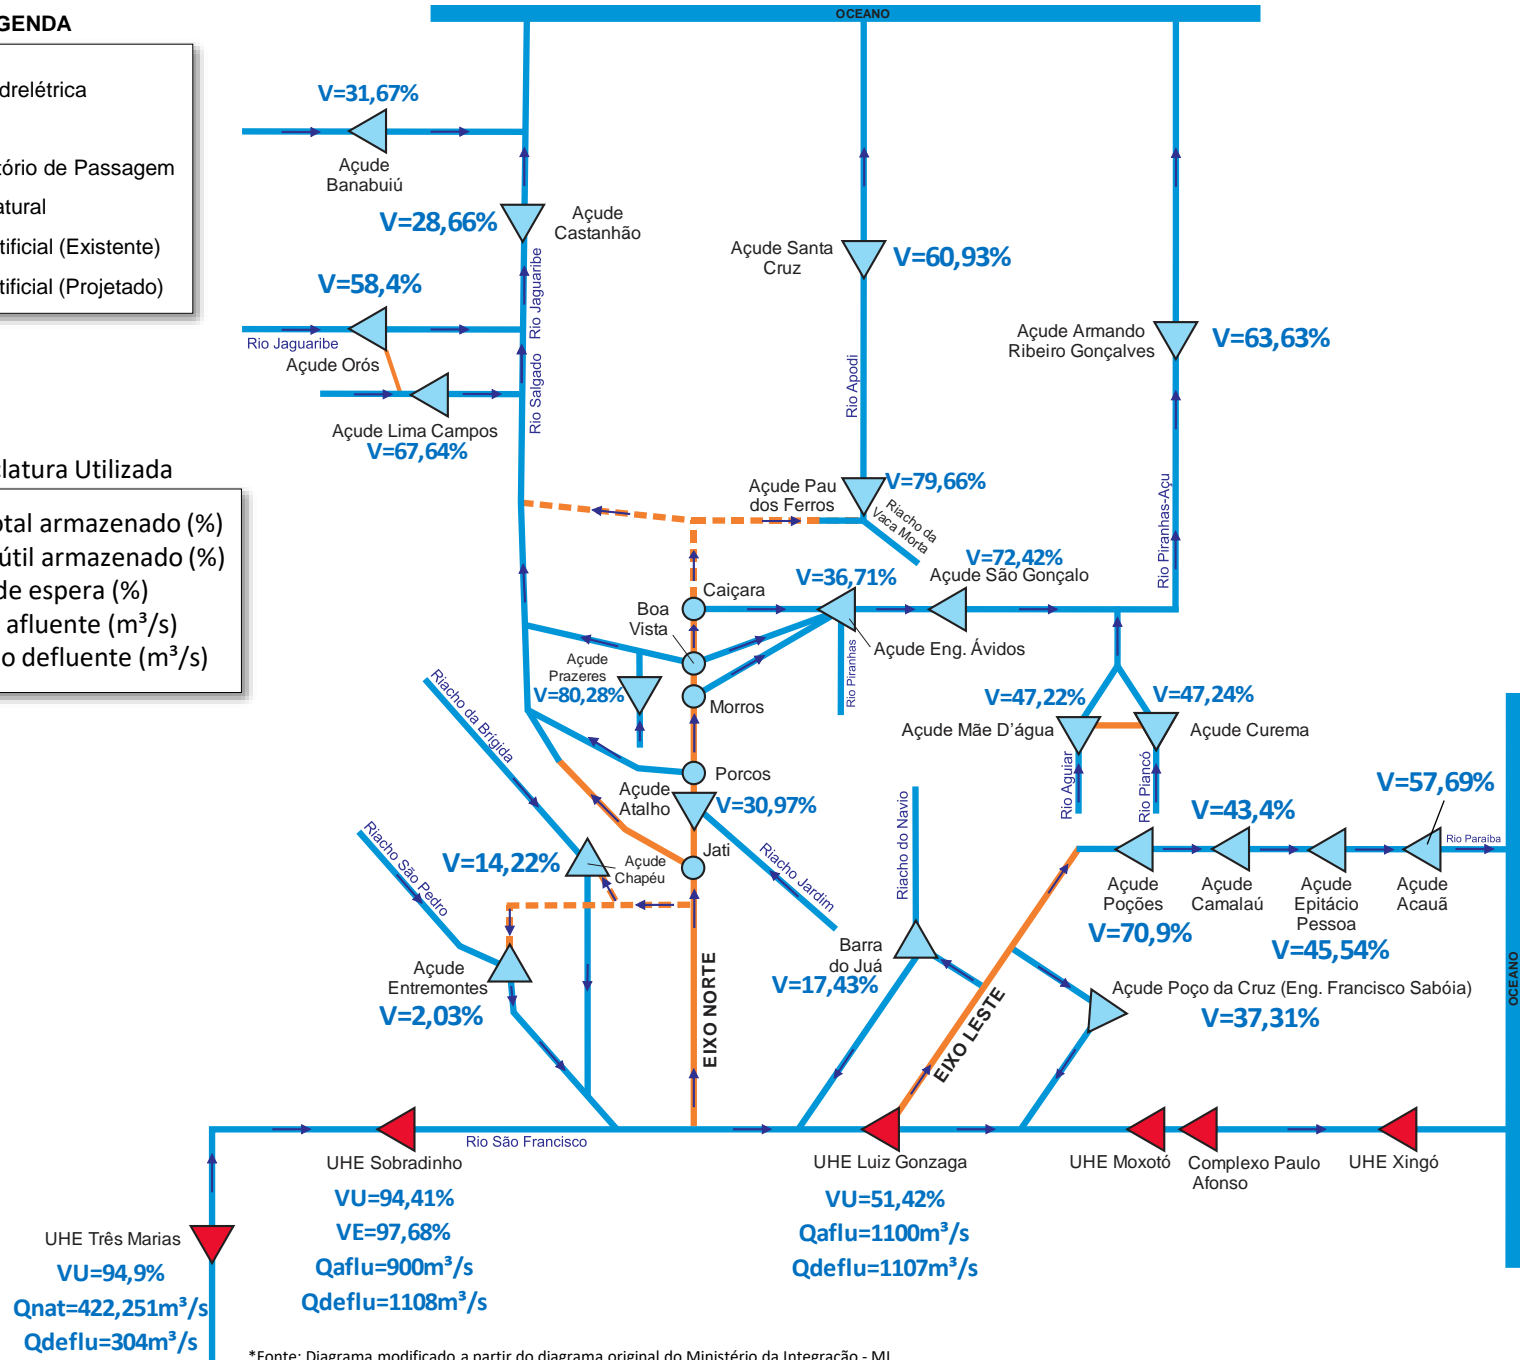 OCEANO
GENDA
drelétrica
tório de Passagem
atural
tificial (Existente)
tificial (Projetado)
V=31,67%
Açude
Banabuiú
V=28,66%
Açude
Castanhão
Rio Jaguaribe
V=58,4%
Rio Jaguaribe
Açude Orós
Rio Salgado
Açude Lima Campos
V=67,64%
Açude Santa
Cruz
V=60,93%
Rio Apodi
Açude Armando
Ribeiro Gonçalves
V=63,63%
Rio Piranhas-Açu
latura Utilizada
otal armazenado (%)
útil armazenado (%)
de espera (%)
afluente (m³/s)
o defluente (m³/s)
Açude Pau
dos Ferros
V=79,66%
Riacho da
Vaca Morta
V=72,42%
Açude São Gonçalo
V=36,71%
Açude Eng. Ávidos
Rio Piranhas
Caiçara
Boa
Vista
Açude
Prazeres
V=80,28%
Morros
Porcos
Açude
Atalho
V=30,97%
Jati
Riacho Jardim
Riacho da Brígida
Riacho São Pedro
V=14,22%
Açude
Chapéu
Açude
Entremontes
V=2,03%
EIXO NORTE
V=47,22%
Açude Mãe D'água
V=47,24%
Açude Curema
Rio Aguiar
Rio Piancó
V=57,69%
V=43,4%
Rio Paraíba
Açude
Poções
V=70,9%
Açude
Camalaú
Açude
Epitácio
Pessoa
V=45,54%
Açude
Acauã
Riacho do Navio
Barra
do Juá
V=17,43%
EIXO LESTE
Açude Poço da Cruz (Eng. Francisco Sabóia)
V=37,31%
OCEANO
Rio São Francisco
UHE Sobradinho
VU=94,41%
VE=97,68%
Qaflu=900m³/s
Qdeflu=1108m³/s
UHE Luiz Gonzaga
VU=51,42%
Qaflu=1100m³/s
Qdeflu=1107m³/s
UHE Moxotó
Complexo Paulo
Afonso
UHE Xingó
UHE Três Marias
VU=94,9%
Qnat=422,251m³/s
Qdeflu=304m³/s
*Fonte: Diagrama modificado a partir do diagrama original do Ministério da Integração - MI